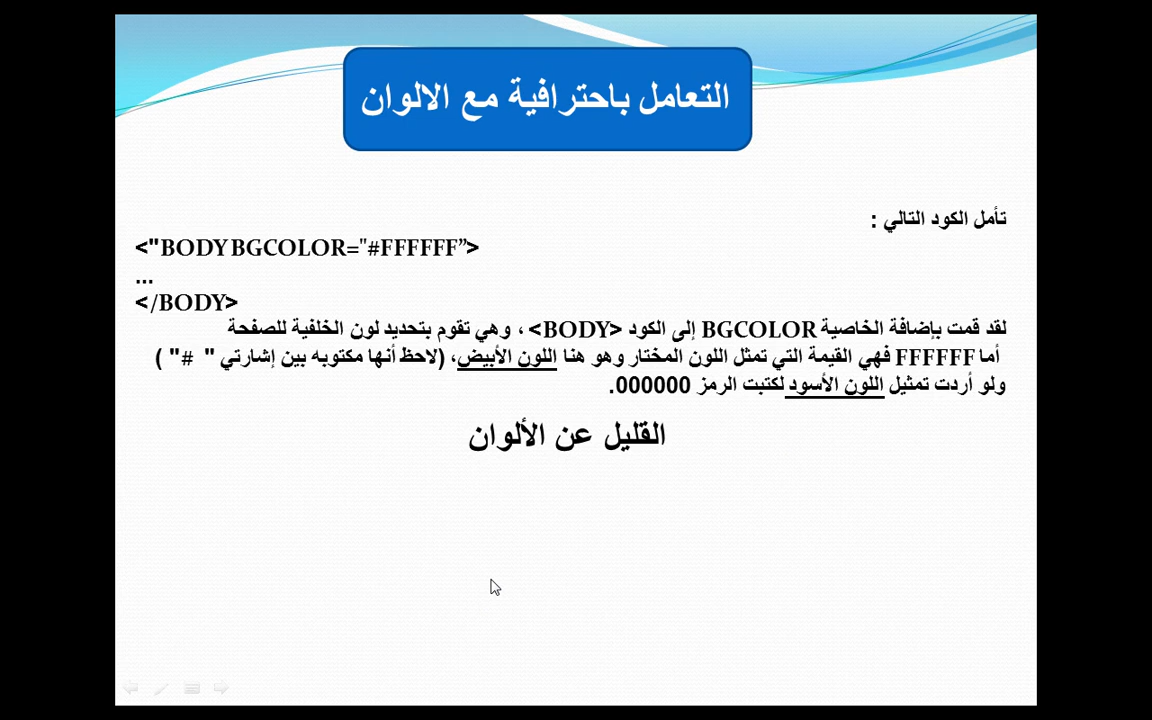 التعامل باحترافية مع الالوان
تأمل الكود التالي :
<"BODY BGCOLOR="#FFFFFF”>
...
</BODY>
لقد قمت بإضافة الخاصية BGCOLOR إلى الكود <BODY> ، وهي تقوم بتحديد لون الخلفية للصفحة
أما FFFFFF فهي القيمة التي تمثل اللون المختار وهو هنا اللون الأبيض، (لاحظ أنها مكتوبه بين إشارتي " # " )
ولو أردت تمثيل اللون الأسود لكتبت الرمز 000000.
القليل عن الألوان